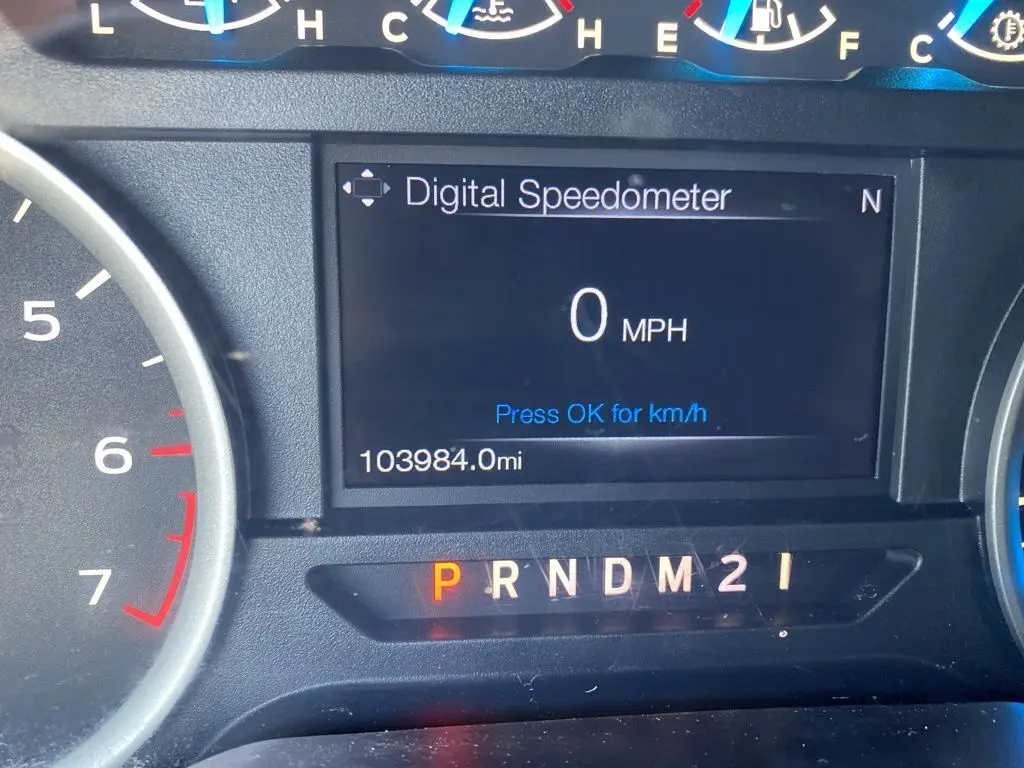 L H C H E F C
Digital Speedometer N
0 MPH
Press OK for km/h
103984.0mi
5
6
7
P R N D M 2 1